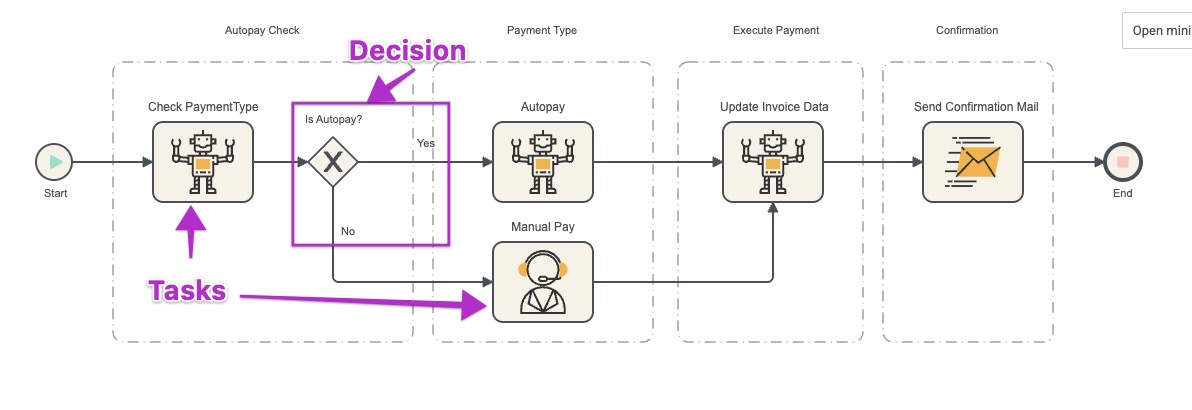 Autopay Check
Payment Type
Execute Payment
Confirmation
Open mini
Decision
Check PaymentType
Is Autopay?
Yes
Autopay
Update Invoice Data
Send Confirmation Mail
X
Start
End
No
Manual Pay
Tasks